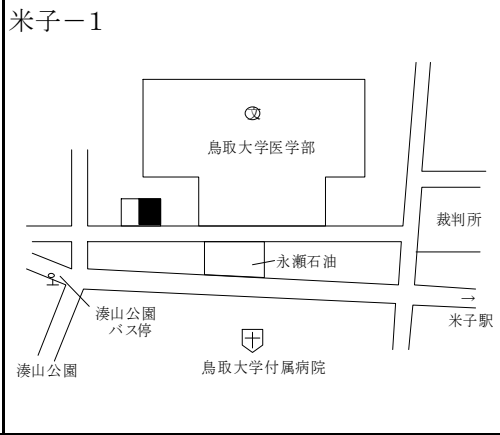 米子－1
文
鳥取大学医学部
裁判所
永瀬石油
湊山公園
バス停
→
米子駅
湊山公園
鳥取大学付属病院